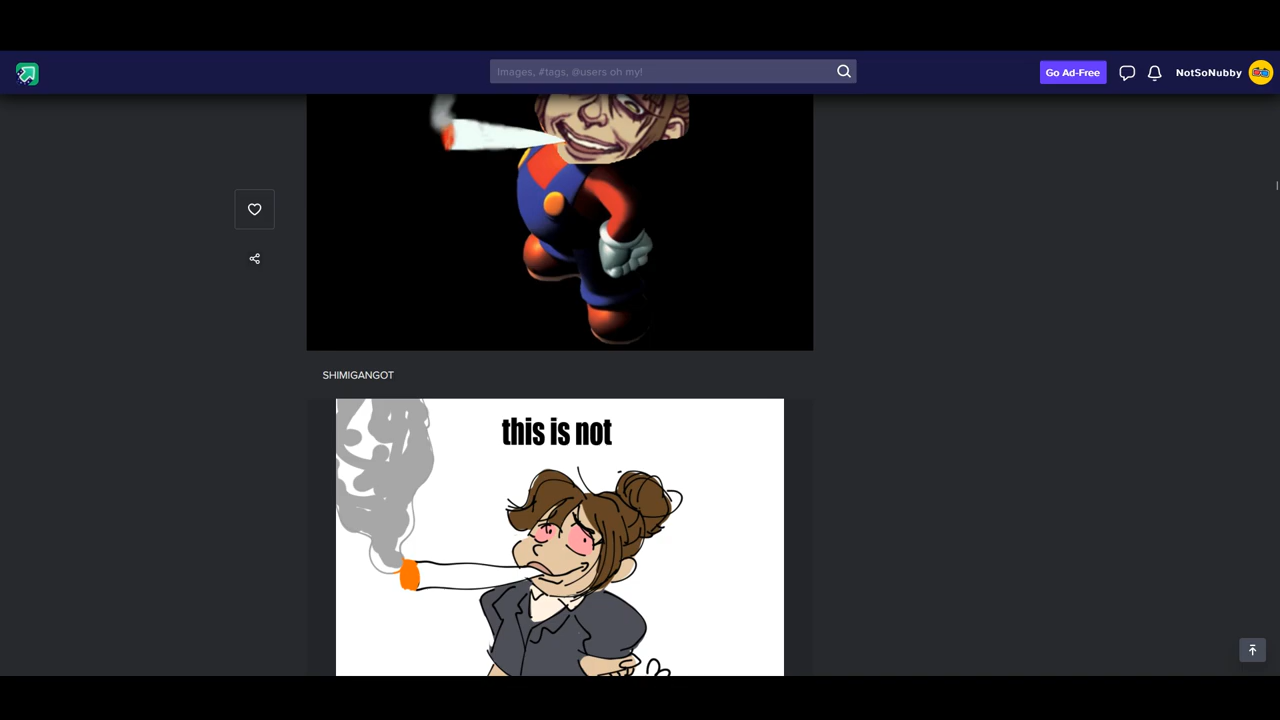 Images, #tags, @users oh my!
Go Ad-Free
NotSoNubby
SHIMIGANGOT
this is not